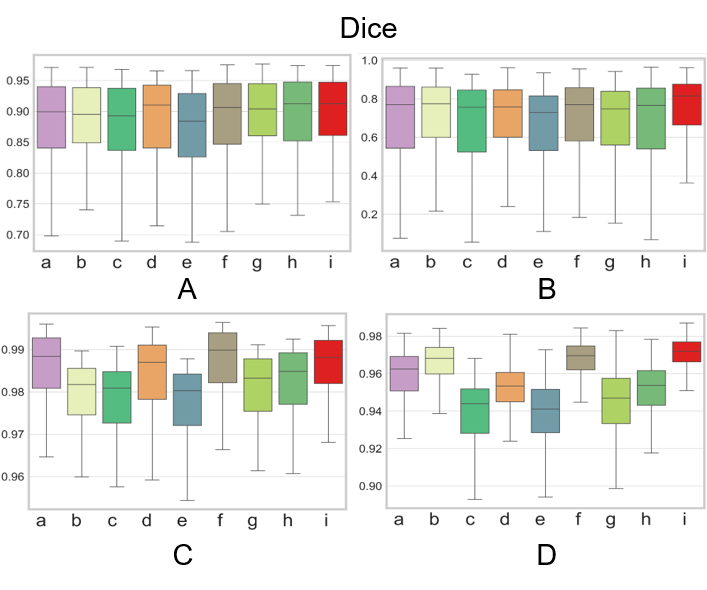 Dice
0.95
0.90
0.85
0.80
0.75
0.70
a b c d e f g h i
A
1.0
0.8
0.6
0.4
0.2
a b c d e f g h i
B
0.99
0.98
0.97
0.96
a b c d e f g h i
C
0.98
0.96
0.94
0.92
0.90
a b c d e f g h i
D